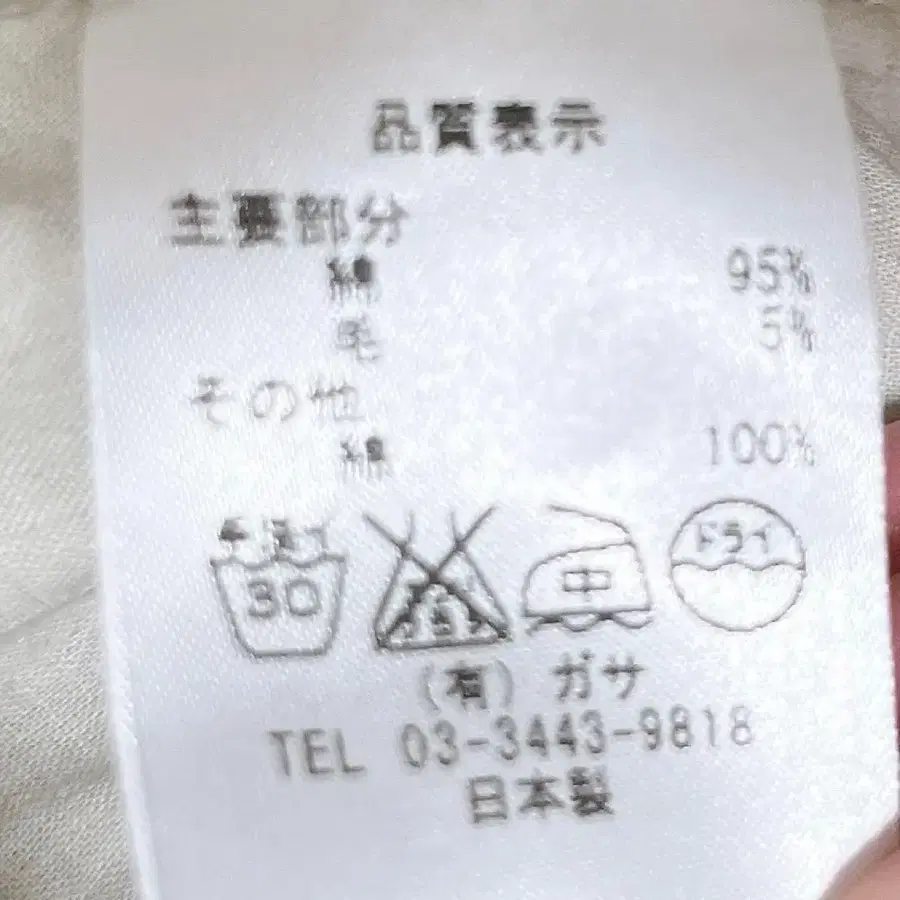 品質表示
主要部分
綿 95%
毛 5%
その他
綿 100%
手洗イ 30 中 ドライ
(有) ガサ
TEL 03-3443-9818
日本製